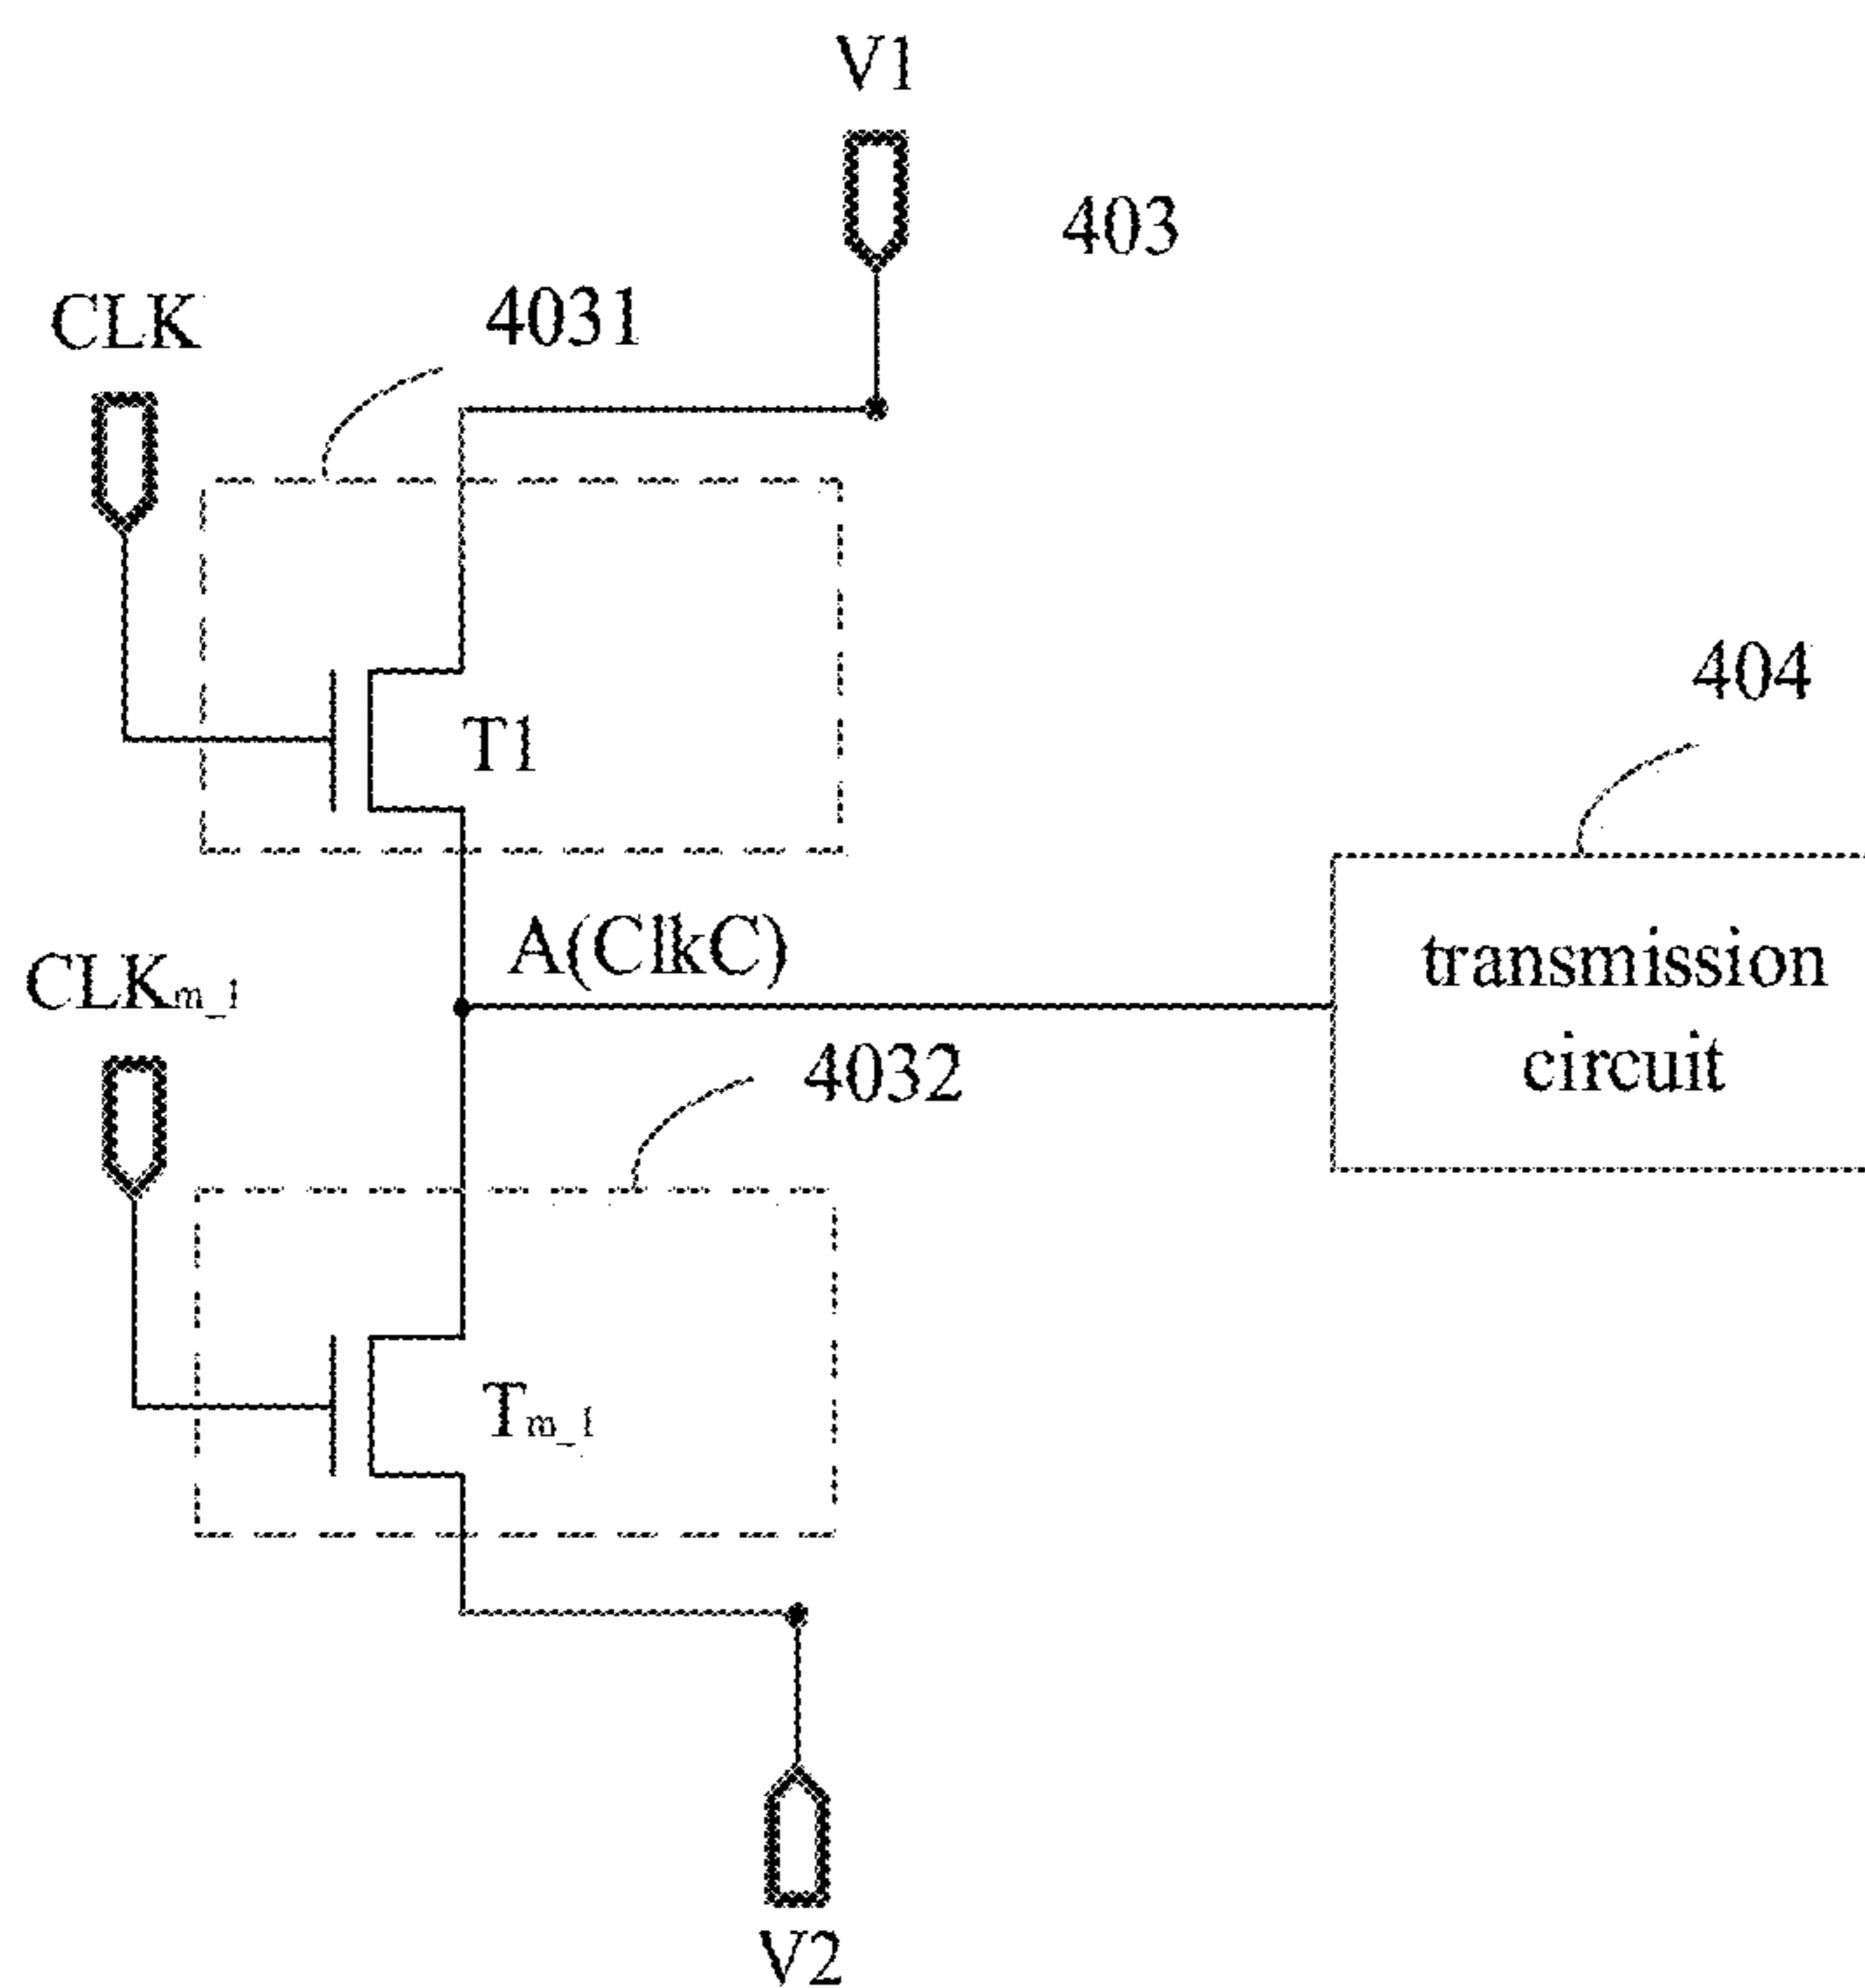 V1
403
CLK
4031
T1
404
A(ClkC)
transmission
circuit
CLKm_1
4032
Tm_1
V2